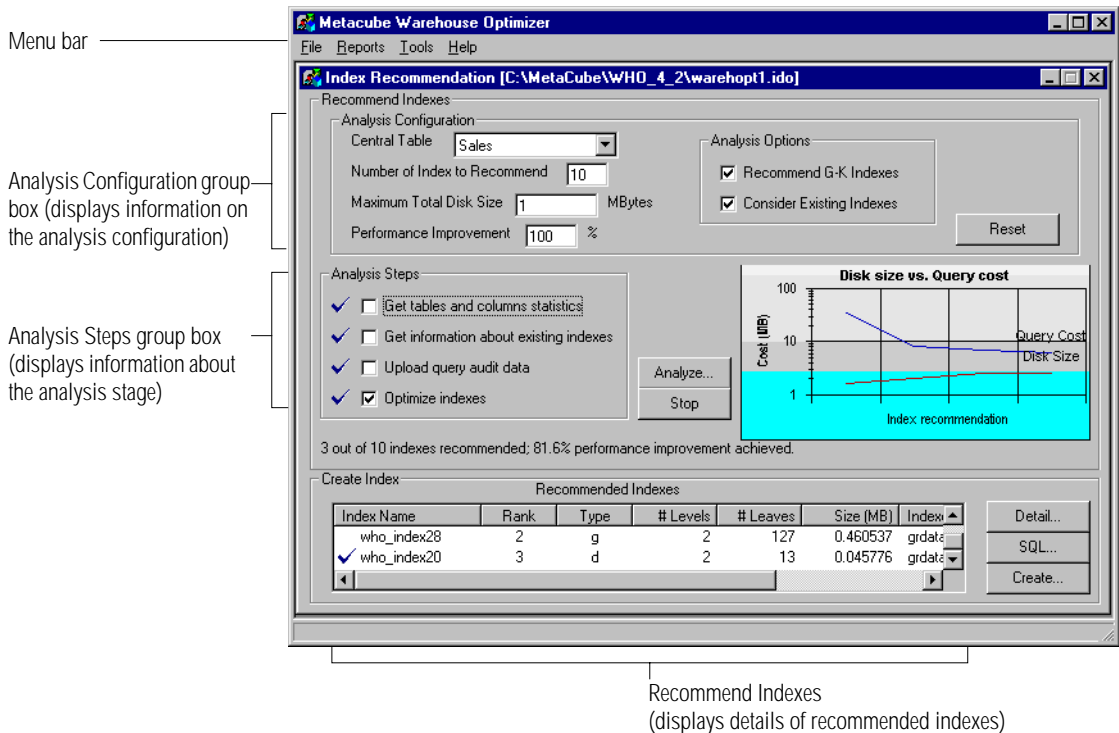 Metacube Warehouse Optimizer
Menu bar
File Reports Tools Help
Index Recommendation [C:\MetaCube\WHO_4_2\warehopt1.ido]
Recommend Indexes
Analysis Configuration
Central Table Sales
Number of Index to Recommend 10
Maximum Total Disk Size 1 MBytes
Performance Improvement 100 %
Analysis Options
Recommend G-K Indexes
Consider Existing Indexes
Reset
Analysis Configuration group
box (displays information on
the analysis configuration)
Analysis Steps
Get tables and columns statistics
Get information about existing indexes
Upload query audit data
Optimize indexes
Analyze...
Stop
Analysis Steps group box
(displays information about
the analysis stage)
Disk size vs. Query cost
100
10
1
Cost (MB)
Query Cost
Disk Size
Index recommendation
3 out of 10 indexes recommended; 81.6% performance improvement achieved.
Create Index
Recommended Indexes
Index Name Rank Type # Levels # Leaves Size (MB) Indexe
who_index28 2 g 2 127 0.460537 grdata
who_index20 3 d 2 13 0.045776 grdata
Detail...
SQL...
Create...
Recommend Indexes
(displays details of recommended indexes)